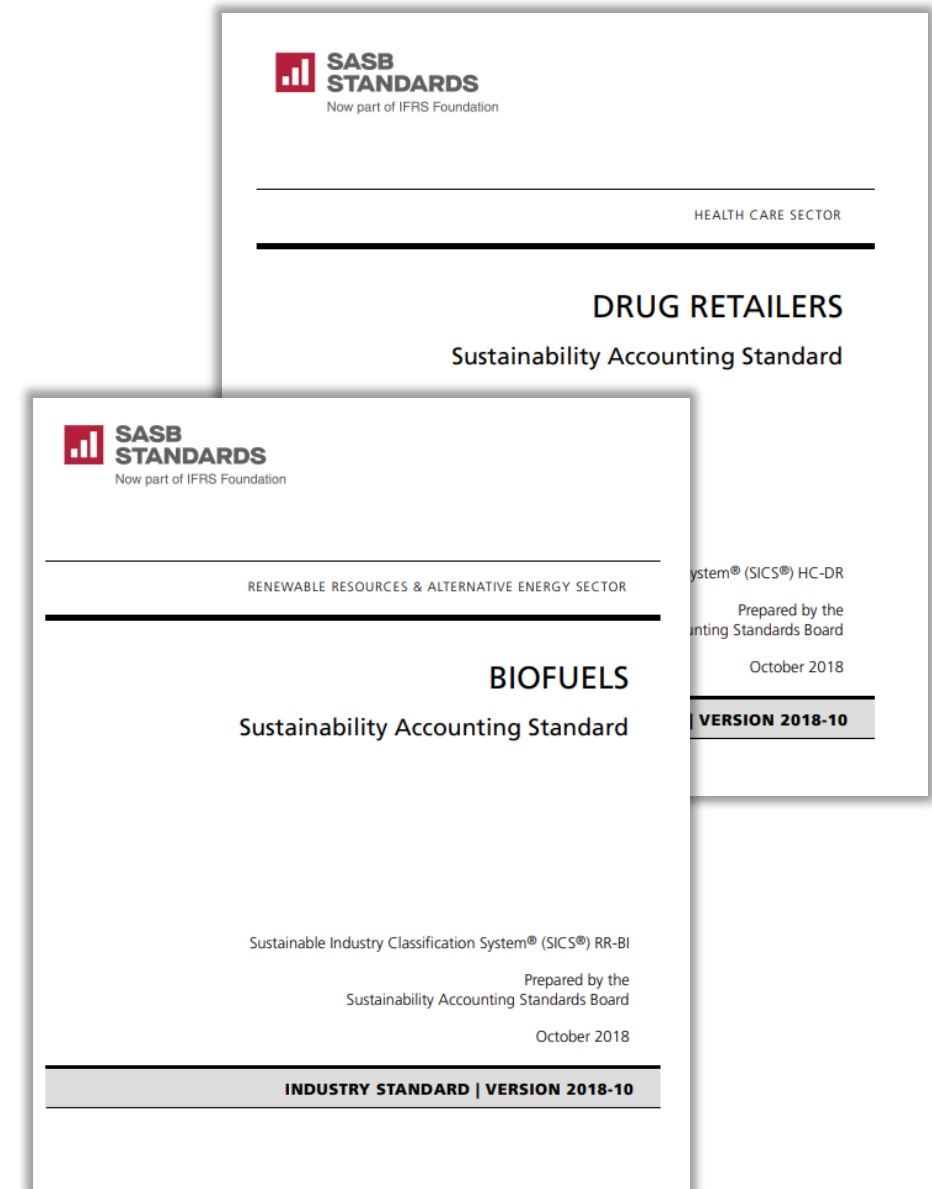 SASB
STANDARDS
Now part of IFRS Foundation
HEALTH CARE SECTOR
DRUG RETAILERS
Sustainability Accounting Standard
(SICS®) HC-DR
Prepared by the
Standards Board
October 2018
| VERSION 2018-10
SASB
STANDARDS
Now part of IFRS Foundation
RENEWABLE RESOURCES & ALTERNATIVE ENERGY SECTOR
BIOFUELS
Sustainability Accounting Standard
Sustainable Industry Classification System® (SICS®) RR-BI
Prepared by the
Sustainability Accounting Standards Board
October 2018
INDUSTRY STANDARD | VERSION 2018-10